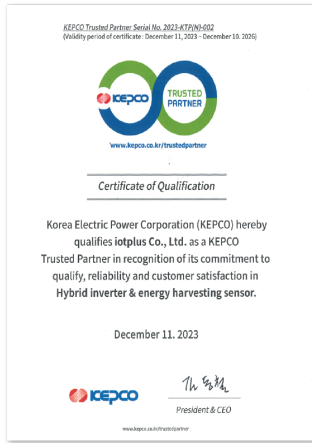 KEPCO Trusted Partner Serial No. 2023-KTP(N)-002
(Validity period of certificate : December 11, 2023 ~ December 10. 2026)
KEPCO
TRUSTED
PARTNER
www.kepco.co.kr/trustedpartner
Certificate of Qualification
Korea Electric Power Corporation (KEPCO) hereby
qualifies iotplus Co., Ltd. as a KEPCO
Trusted Partner in recognition of its commitment to
qualify, reliability and customer satisfaction in
Hybrid inverter & energy harvesting sensor.
December 11. 2023
KEPCO
President & CEO
www.kepco.co.kr/trustedpartner